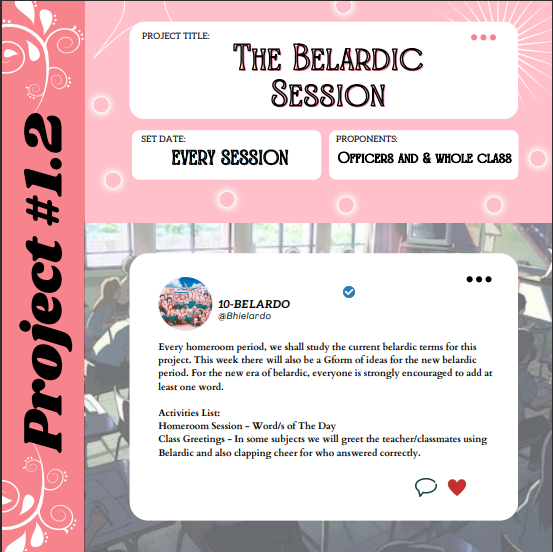 Project #1.2
PROJECT TITLE:
The Belardic
Session
SET DATE:
EVERY SESSION
PROPONENTS:
Officers and & whole class
10-BELARDO
@Bhielardo
Every homeroom period, we shall study the current belardic terms for this
project. This week there will also be a Gform of ideas for the new belardic
period. For the new era of belardic, everyone is strongly encouraged to add at
least one word.
Activities List:
Homeroom Session - Word/s of The Day
Class Greetings - In some subjects we will greet the teacher/classmates using
Belardic and also clapping cheer for who answered correctly.